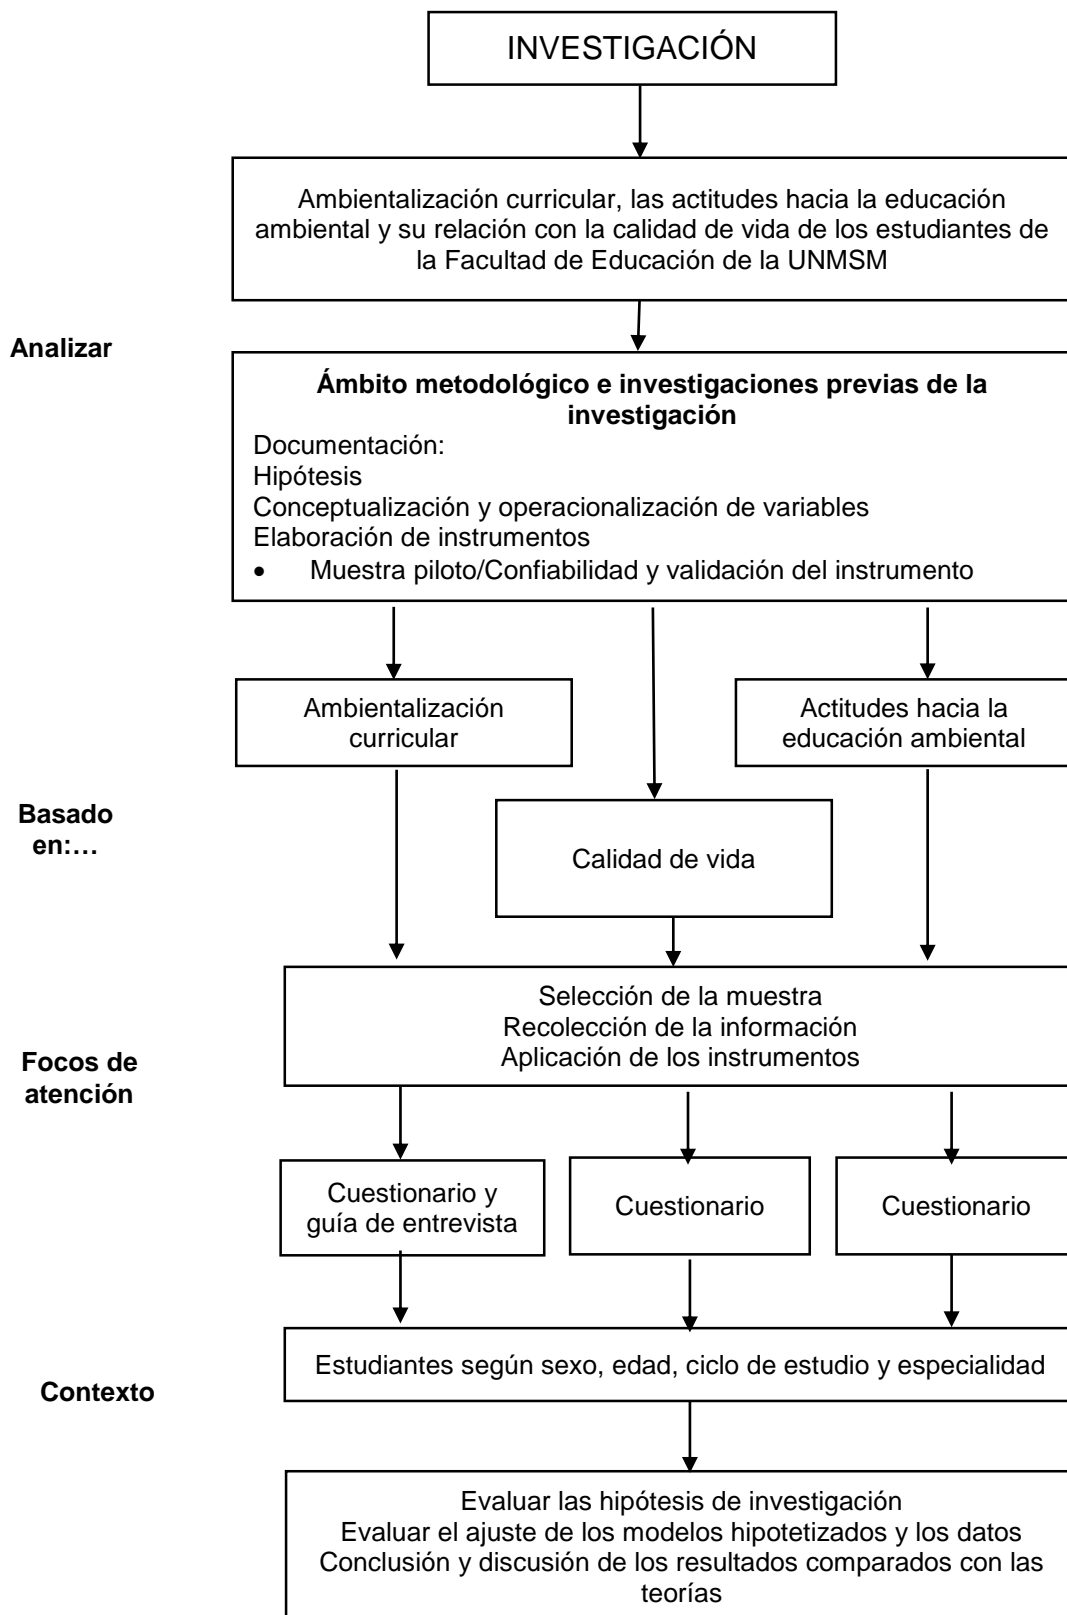 INVESTIGACIÓN
Ambientalización curricular, las actitudes hacia la educación
ambiental y su relación con la calidad de vida de los estudiantes de
la Facultad de Educación de la UNMSM
Analizar
Ámbito metodológico e investigaciones previas de la
investigación
Documentación:
Hipótesis
Conceptualización y operacionalización de variables
Elaboración de instrumentos
• Muestra piloto/Confiabilidad y validación del instrumento
Ambientalización
curricular
Actitudes hacia la
educación ambiental
Basado
en:…
Calidad de vida
Selección de la muestra
Recolección de la información
Aplicación de los instrumentos
Focos de
atención
Cuestionario y
guía de entrevista
Cuestionario
Cuestionario
Estudiantes según sexo, edad, ciclo de estudio y especialidad
Contexto
Evaluar las hipótesis de investigación
Evaluar el ajuste de los modelos hipotetizados y los datos
Conclusión y discusión de los resultados comparados con las
teorías